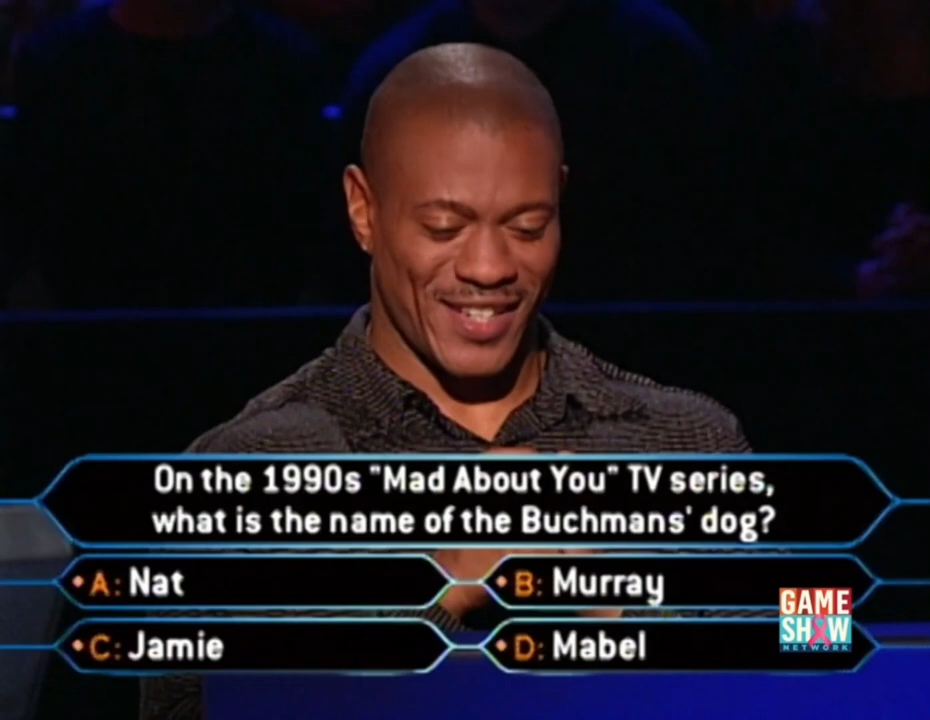 On the 1990s "Mad About You" TV series,
what is the name of the Buchmans' dog?
A: Nat
B: Murray
C: Jamie
D: Mabel
GAME
SHOW
NETWORK